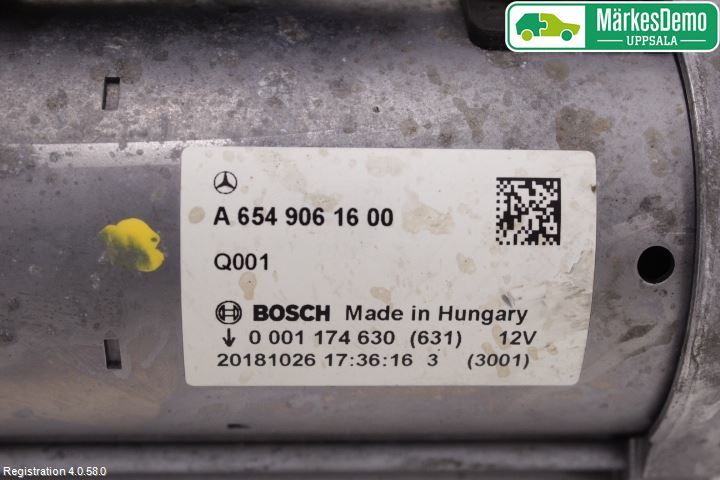 MärkesDemo
UPPSALA
A 654 906 16 00
Q001
BOSCH Made in Hungary
0 001 174 630 (631) 12V
20181026 17:36:16 3 (3001)
Registration 4.0.58.0